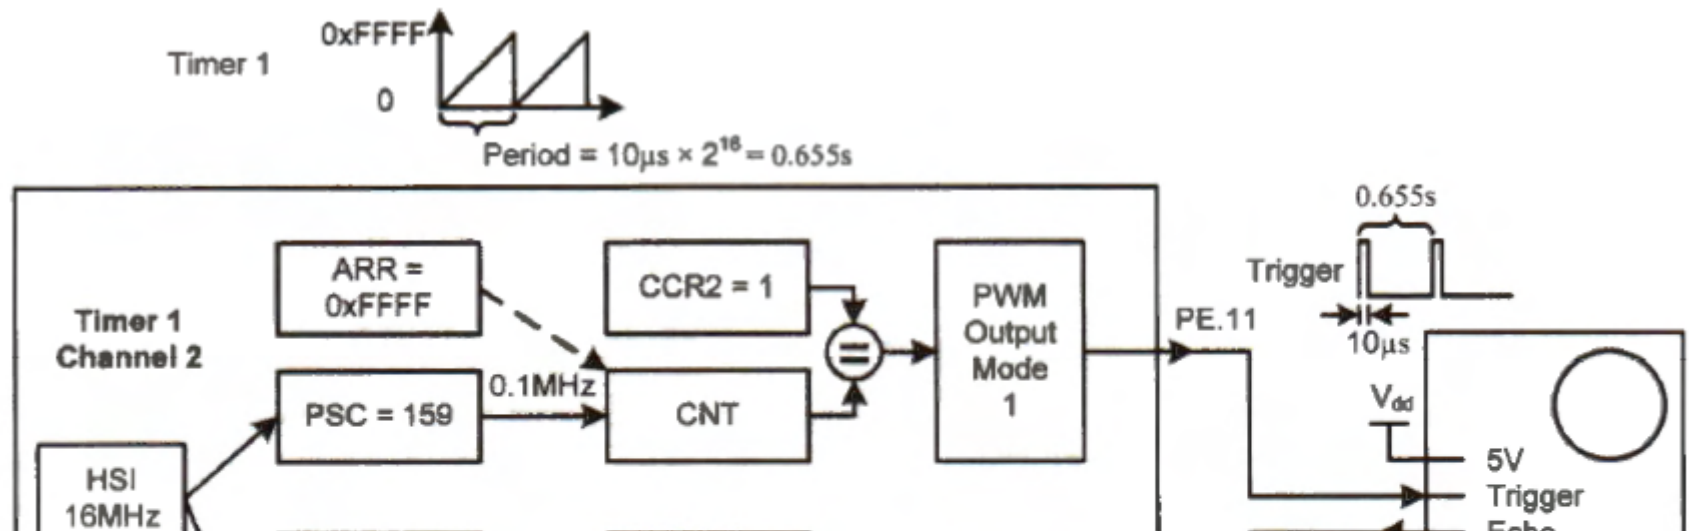 0xFFFF
Timer 1
0
Period = 10μs × 2¹⁶ = 0.655s
0.655s
Trigger
10μs
Timer 1
Channel 2
ARR =
0xFFFF
CCR2 = 1
PWM
Output
Mode
1
PE.11
0.1MHz
PSC = 159
CNT
V_dd
HSI
16MHz
5V
Trigger
Echo